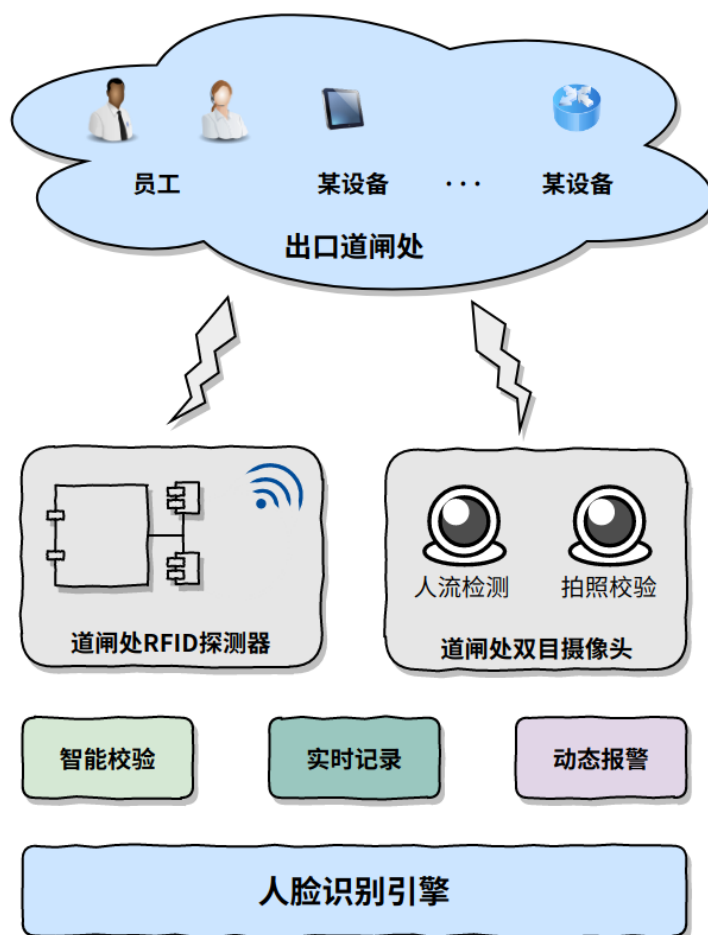 员工 某设备 ··· 某设备
出口道闸处
人流检测 拍照校验
道闸处RFID探测器 道闸处双目摄像头
智能校验 实时记录 动态报警
人脸识别引擎